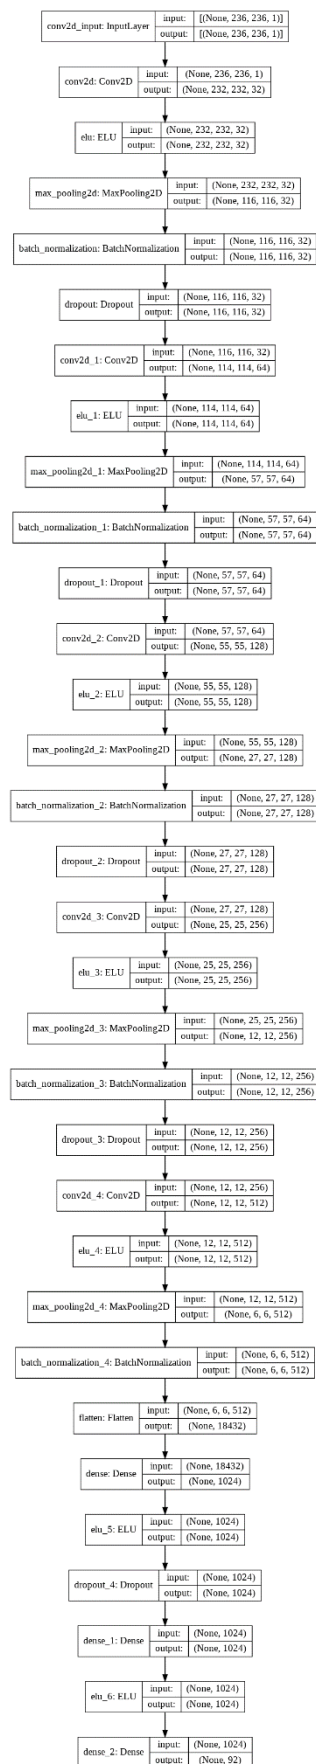 conv2d_input: InputLayer input: [(None, 236, 236, 1)]
output: [(None, 236, 236, 1)]
conv2d: Conv2D input: (None, 236, 236, 1)
output: (None, 232, 232, 32)
elu: ELU input: (None, 232, 232, 32)
output: (None, 232, 232, 32)
max_pooling2d: MaxPooling2D input: (None, 232, 232, 32)
output: (None, 116, 116, 32)
batch_normalization: BatchNormalization input: (None, 116, 116, 32)
output: (None, 116, 116, 32)
dropout: Dropout input: (None, 116, 116, 32)
output: (None, 116, 116, 32)
conv2d_1: Conv2D input: (None, 116, 116, 32)
output: (None, 114, 114, 64)
elu_1: ELU input: (None, 114, 114, 64)
output: (None, 114, 114, 64)
max_pooling2d_1: MaxPooling2D input: (None, 114, 114, 64)
output: (None, 57, 57, 64)
batch_normalization_1: BatchNormalization input: (None, 57, 57, 64)
output: (None, 57, 57, 64)
dropout_1: Dropout input: (None, 57, 57, 64)
output: (None, 57, 57, 64)
conv2d_2: Conv2D input: (None, 57, 57, 64)
output: (None, 55, 55, 128)
elu_2: ELU input: (None, 55, 55, 128)
output: (None, 55, 55, 128)
max_pooling2d_2: MaxPooling2D input: (None, 55, 55, 128)
output: (None, 27, 27, 128)
batch_normalization_2: BatchNormalization input: (None, 27, 27, 128)
output: (None, 27, 27, 128)
dropout_2: Dropout input: (None, 27, 27, 128)
output: (None, 27, 27, 128)
conv2d_3: Conv2D input: (None, 27, 27, 128)
output: (None, 25, 25, 256)
elu_3: ELU input: (None, 25, 25, 256)
output: (None, 25, 25, 256)
max_pooling2d_3: MaxPooling2D input: (None, 25, 25, 256)
output: (None, 12, 12, 256)
batch_normalization_3: BatchNormalization input: (None, 12, 12, 256)
output: (None, 12, 12, 256)
dropout_3: Dropout input: (None, 12, 12, 256)
output: (None, 12, 12, 256)
conv2d_4: Conv2D input: (None, 12, 12, 256)
output: (None, 12, 12, 512)
elu_4: ELU input: (None, 12, 12, 512)
output: (None, 12, 12, 512)
max_pooling2d_4: MaxPooling2D input: (None, 12, 12, 512)
output: (None, 6, 6, 512)
batch_normalization_4: BatchNormalization input: (None, 6, 6, 512)
output: (None, 6, 6, 512)
flatten: Flatten input: (None, 6, 6, 512)
output: (None, 18432)
dense: Dense input: (None, 18432)
output: (None, 1024)
elu_5: ELU input: (None, 1024)
output: (None, 1024)
dropout_4: Dropout input: (None, 1024)
output: (None, 1024)
dense_1: Dense input: (None, 1024)
output: (None, 1024)
elu_6: ELU input: (None, 1024)
output: (None, 1024)
dense_2: Dense input: (None, 1024)
output: (None, 92)